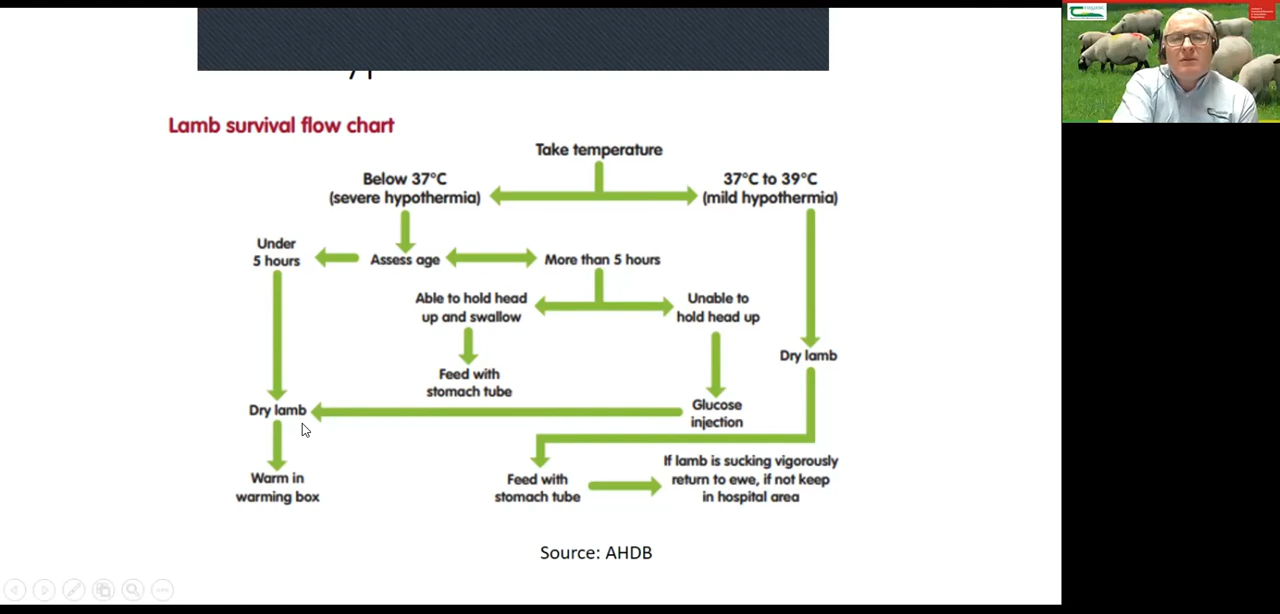 Lamb survival flow chart
Take temperature
Below 37°C
(severe hypothermia)
37°C to 39°C
(mild hypothermia)
Under
5 hours
Assess age
More than 5 hours
Able to hold head
up and swallow
Unable to
hold head up
Feed with
stomach tube
Dry lamb
Dry lamb
Glucose
injection
Warm in
warming box
Feed with
stomach tube
If lamb is sucking vigorously
return to ewe, if not keep
in hospital area
Source: AHDB